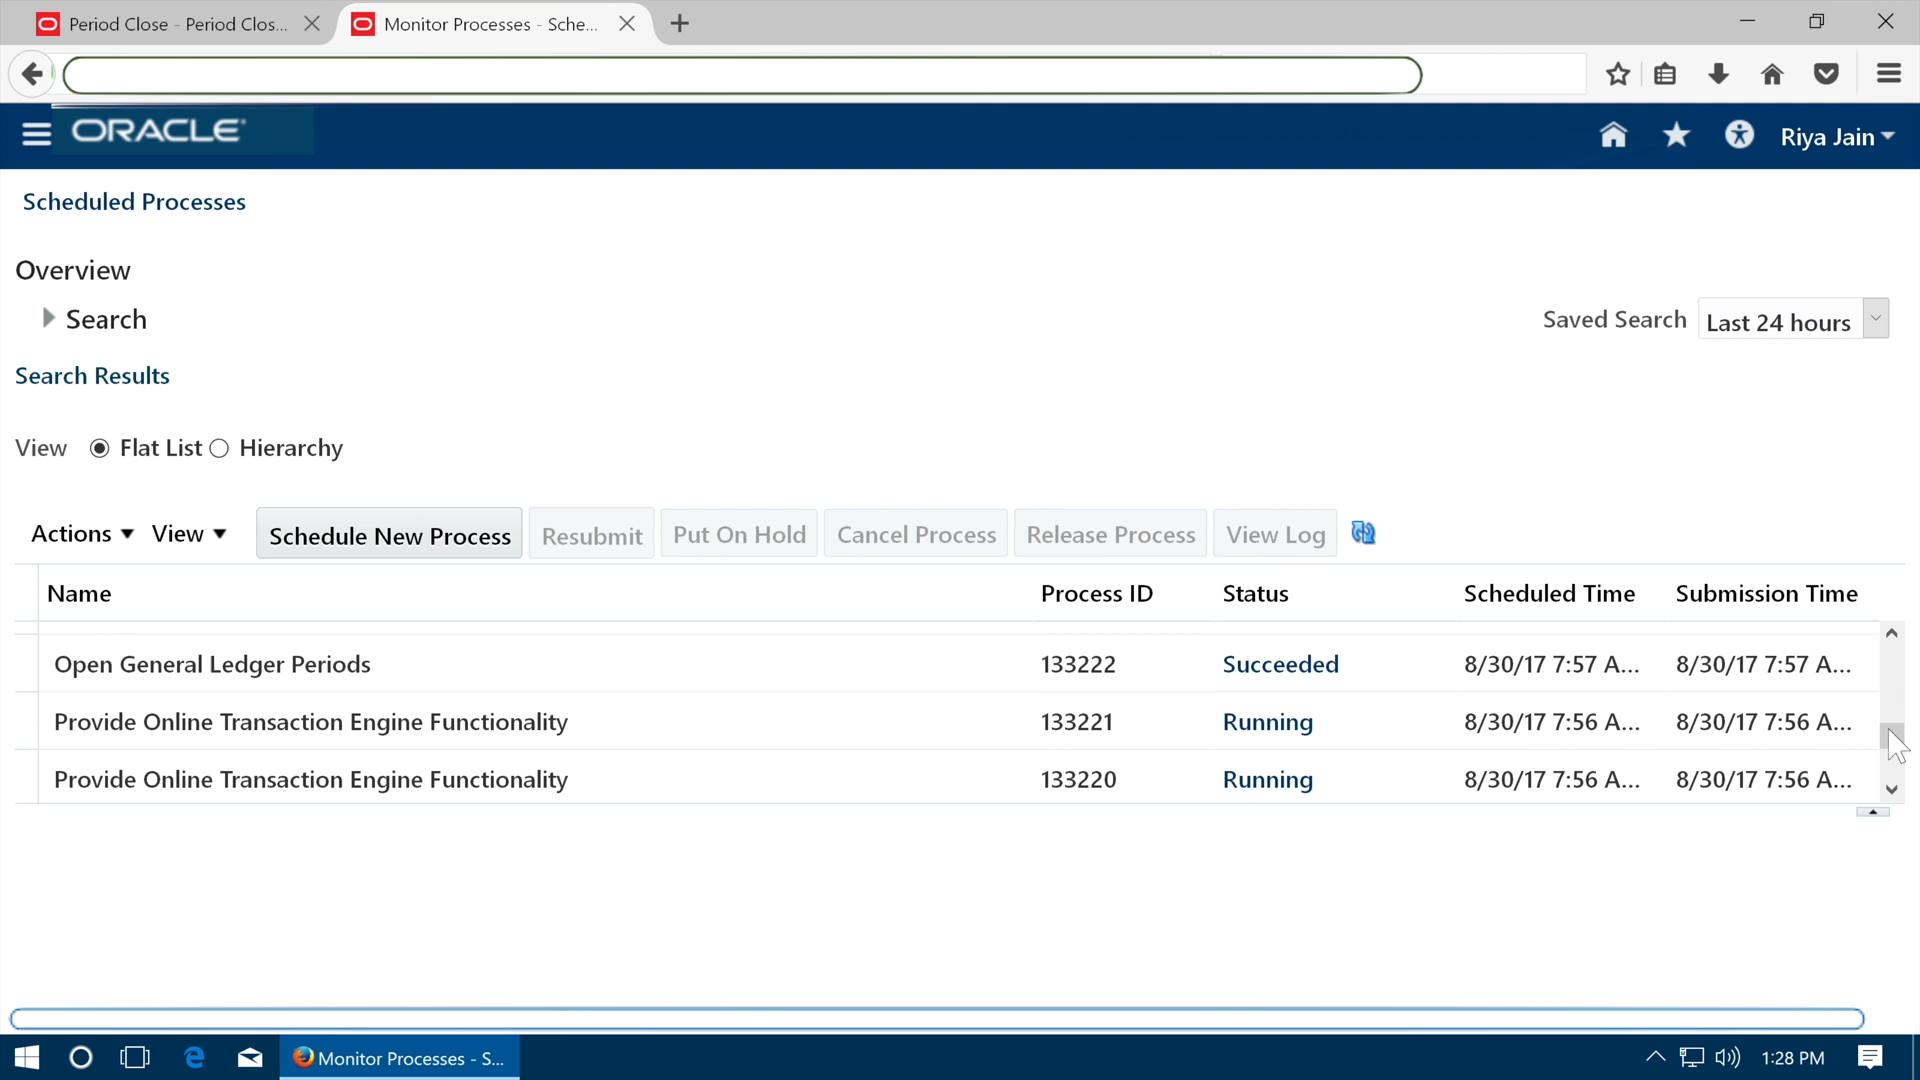 Period Close - Period Clos...
Monitor Processes - Sche...
ORACLE
Riya Jain
Scheduled Processes
Overview
Search
Saved Search Last 24 hours
Search Results
View Flat List Hierarchy
Actions View Schedule New Process Resubmit Put On Hold Cancel Process Release Process View Log
Name Process ID Status Scheduled Time Submission Time
Open General Ledger Periods 133222 Succeeded 8/30/17 7:57 A... 8/30/17 7:57 A...
Provide Online Transaction Engine Functionality 133221 Running 8/30/17 7:56 A... 8/30/17 7:56 A...
Provide Online Transaction Engine Functionality 133220 Running 8/30/17 7:56 A... 8/30/17 7:56 A...
Monitor Processes - S...
1:28 PM